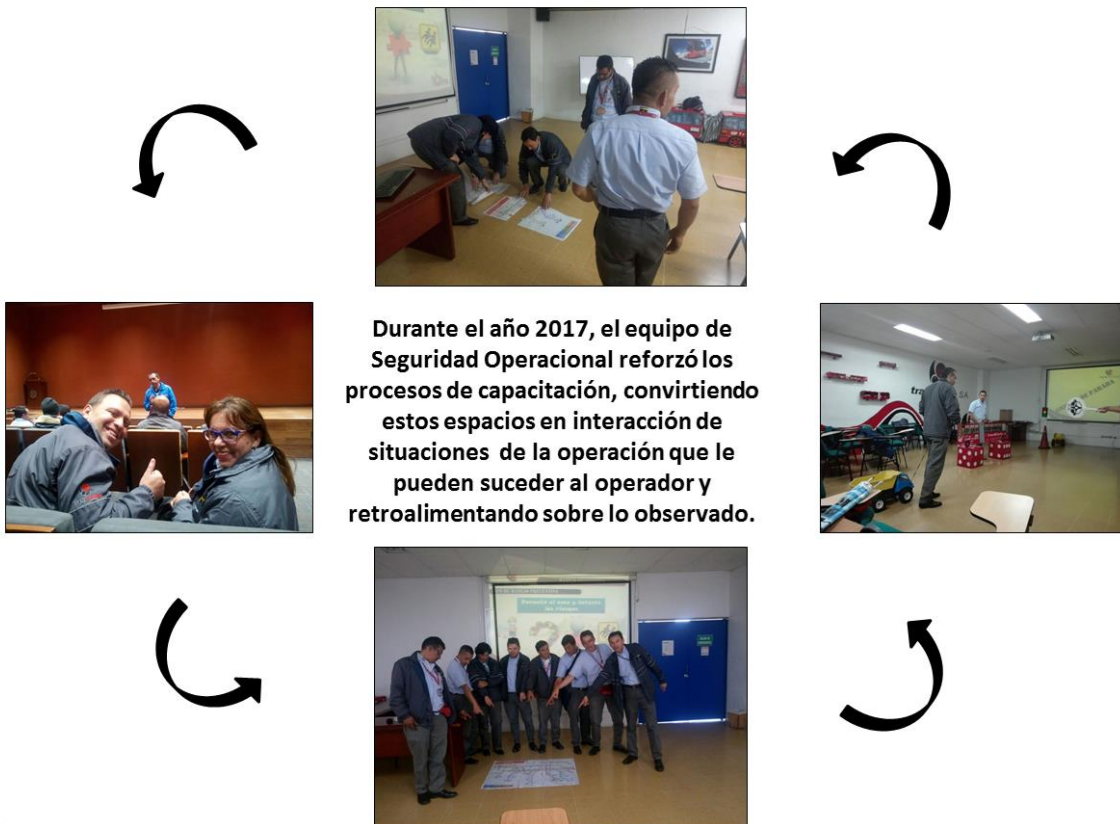 Durante el año 2017, el equipo de
Seguridad Operacional reforzó los
procesos de capacitación, convirtiendo
estos espacios en interacción de
situaciones de la operación que le
pueden suceder al operador y
retroalimentando sobre lo observado.